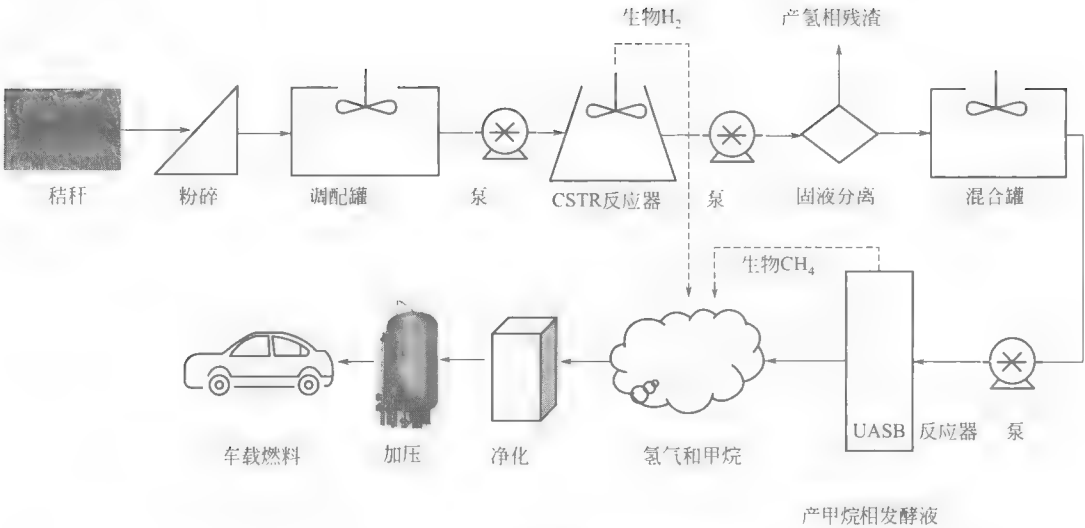 生物H₂
产氢相残渣
秸秆
粉碎
调配罐
泵
CSTR反应器
泵
固液分离
混合罐
生物CH₄
车载燃料
加压
净化
氢气和甲烷
UASB 反应器
泵
产甲烷相发酵液